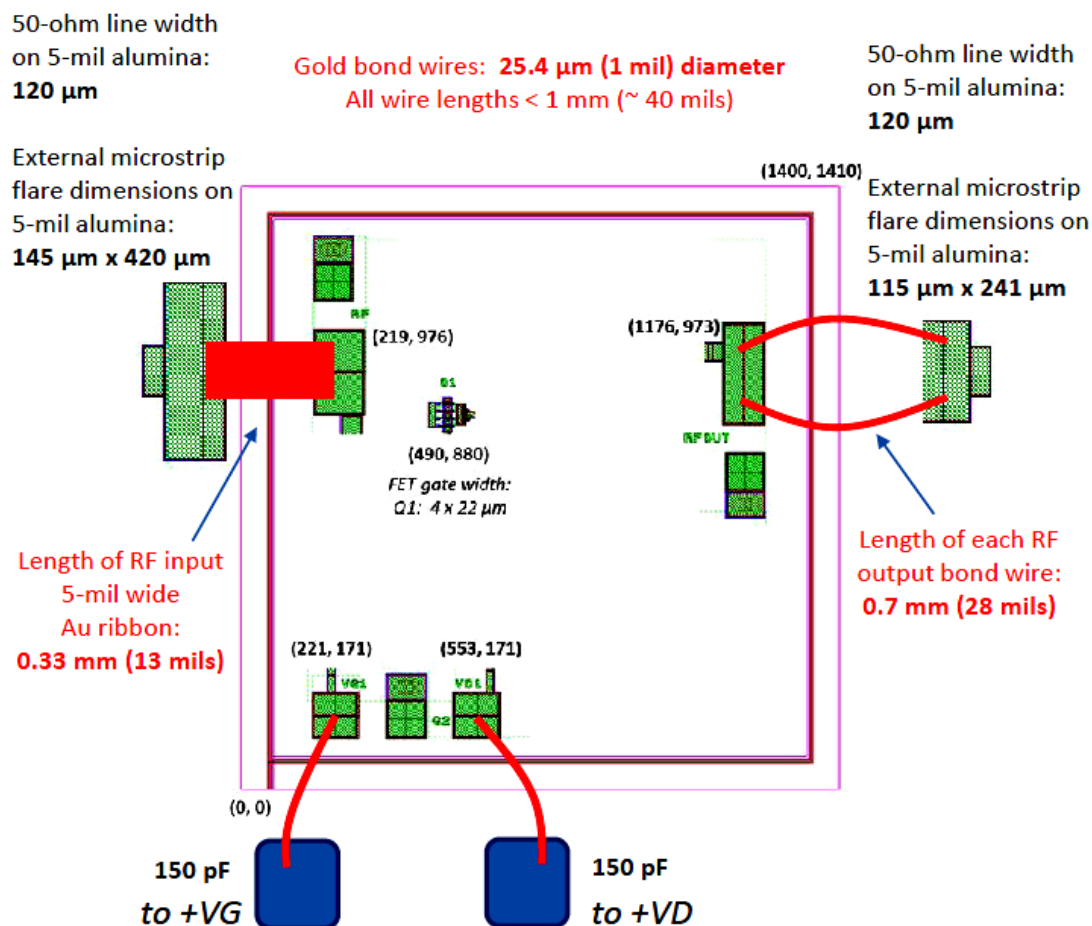 50-ohm line width
on 5-mil alumina:
120 µm
Gold bond wires: 25.4 µm (1 mil) diameter
All wire lengths < 1 mm (~ 40 mils)
50-ohm line width
on 5-mil alumina:
120 µm
External microstrip
flare dimensions on
5-mil alumina:
145 µm x 420 µm
(1400, 1410)
External microstrip
flare dimensions on
5-mil alumina:
115 µm x 241 µm
RF
(219, 976)
(1176, 973)
Q1
(490, 880)
FET gate width:
Q1: 4 x 22 µm
RFOUT
Length of RF input
5-mil wide
Au ribbon:
0.33 mm (13 mils)
Length of each RF
output bond wire:
0.7 mm (28 mils)
(221, 171)
(553, 171)
VG1
VD1
Q2
(0, 0)
150 pF
to +VG
150 pF
to +VD